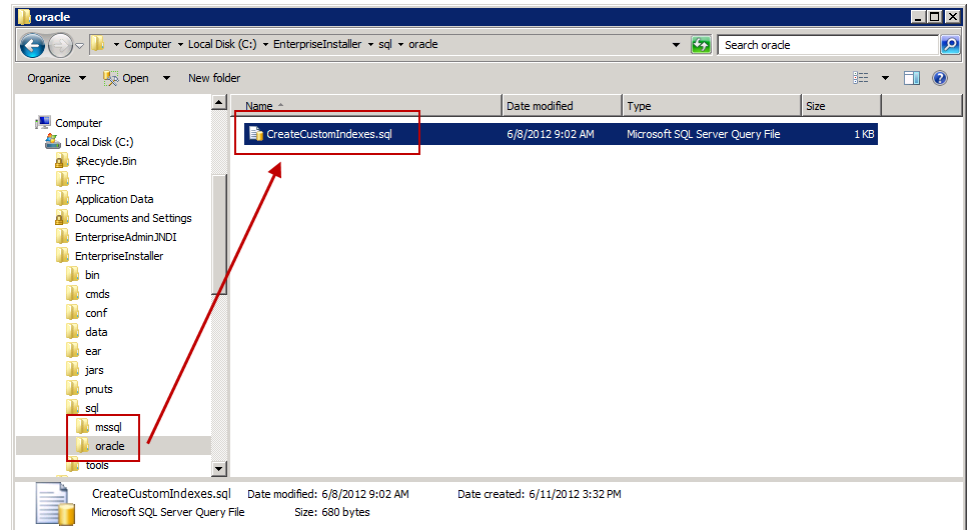 oracle
Computer Local Disk (C:) EnterpriseInstaller sql oracle Search oracle
Organize Open New folder
Name Date modified Type Size
CreateCustomIndexes.sql 6/8/2012 9:02 AM Microsoft SQL Server Query File 1 KB
Computer
Local Disk (C:)
$Recycle.Bin
.FTPC
Application Data
Documents and Settings
EnterpriseAdminJNDI
EnterpriseInstaller
bin
cmds
conf
data
ear
jars
pnuts
sql
mssql
oracle
tools
CreateCustomIndexes.sql Date modified: 6/8/2012 9:02 AM Date created: 6/11/2012 3:32 PM
Microsoft SQL Server Query File Size: 680 bytes